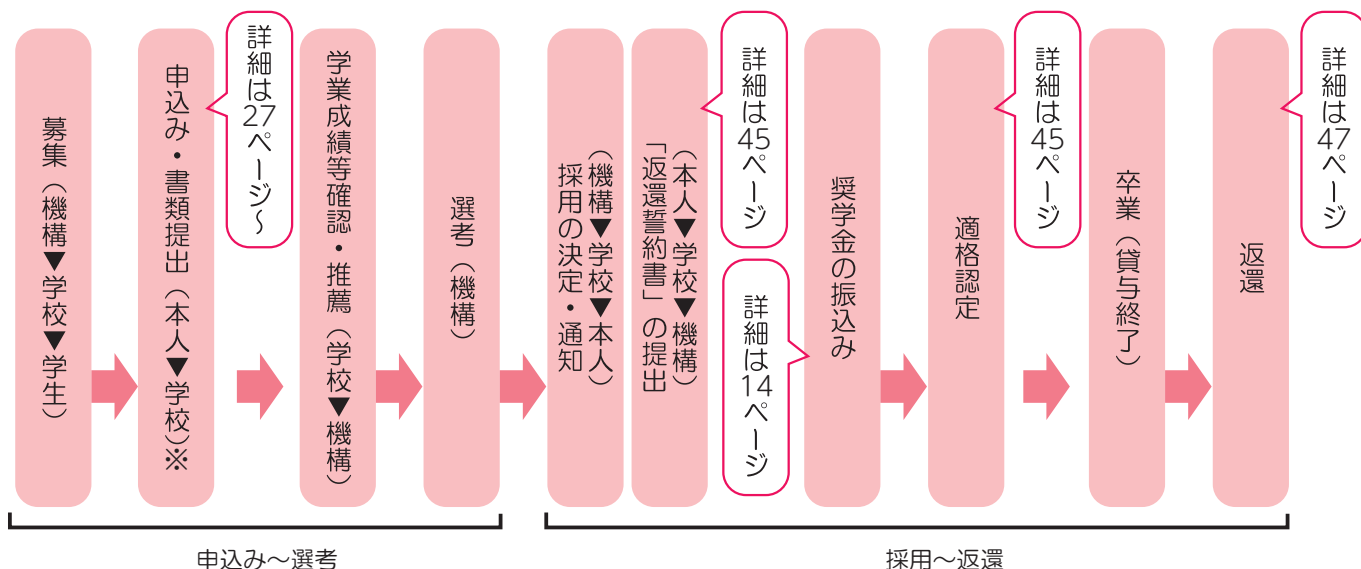 募集（機構▼学校▼学生）
申込み・書類提出（本人▼学校）※
詳細は27ページ～
学業成績等確認・推薦（学校▼機構）
選考（機構）
採用の決定・通知
（機構▼学校▼本人）
「返還誓約書」の提出
（本人▼学校▼機構）
詳細は45ページ
詳細は14ページ
奨学金の振込み
適格認定
詳細は45ページ
卒業（貸与終了）
返還
詳細は47ページ
申込み～選考
採用～返還